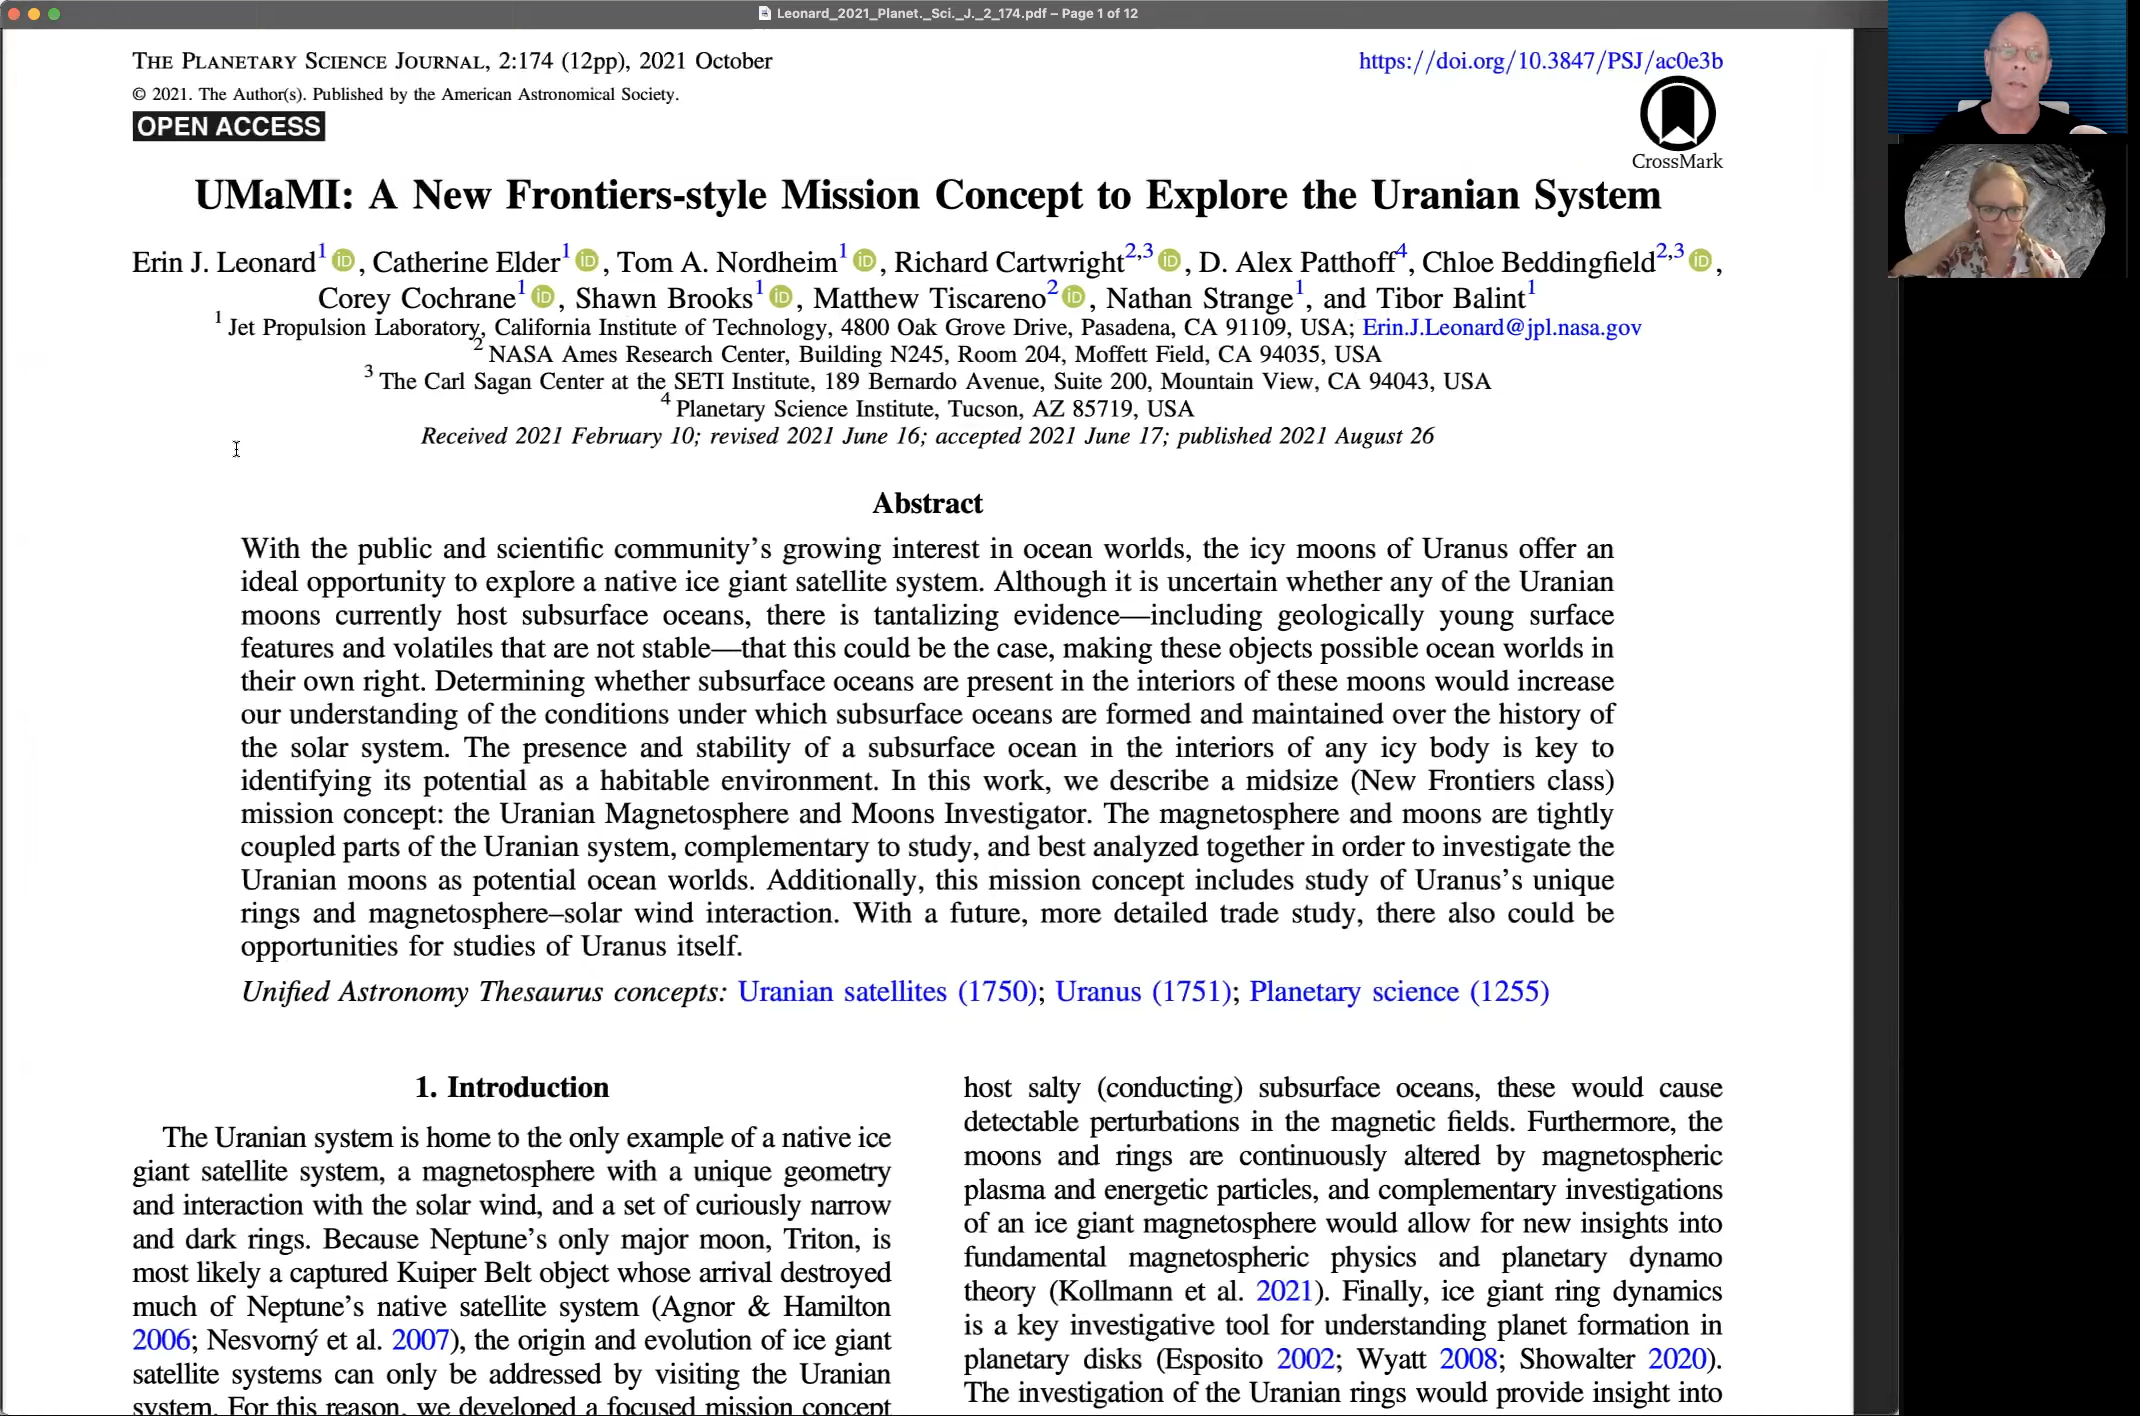 Leonard_2021_Planet._Sci._J._2_174.pdf – Page 1 of 12
THE PLANETARY SCIENCE JOURNAL, 2:174 (12pp), 2021 October
https://doi.org/10.3847/PSJ/ac0e3b
© 2021. The Author(s). Published by the American Astronomical Society.
OPEN ACCESS
CrossMark
UMaMI: A New Frontiers-style Mission Concept to Explore the Uranian System
Erin J. Leonard1 iD, Catherine Elder1 iD, Tom A. Nordheim1 iD, Richard Cartwright2,3 iD, D. Alex Patthoff4, Chloe Beddingfield2,3 iD,
Corey Cochrane1 iD, Shawn Brooks1 iD, Matthew Tiscareno2 iD, Nathan Strange1, and Tibor Balint1
1 Jet Propulsion Laboratory, California Institute of Technology, 4800 Oak Grove Drive, Pasadena, CA 91109, USA; Erin.J.Leonard@jpl.nasa.gov
2 NASA Ames Research Center, Building N245, Room 204, Moffett Field, CA 94035, USA
3 The Carl Sagan Center at the SETI Institute, 189 Bernardo Avenue, Suite 200, Mountain View, CA 94043, USA
4 Planetary Science Institute, Tucson, AZ 85719, USA
Received 2021 February 10; revised 2021 June 16; accepted 2021 June 17; published 2021 August 26
Abstract
With the public and scientific community's growing interest in ocean worlds, the icy moons of Uranus offer an
ideal opportunity to explore a native ice giant satellite system. Although it is uncertain whether any of the Uranian
moons currently host subsurface oceans, there is tantalizing evidence—including geologically young surface
features and volatiles that are not stable—that this could be the case, making these objects possible ocean worlds in
their own right. Determining whether subsurface oceans are present in the interiors of these moons would increase
our understanding of the conditions under which subsurface oceans are formed and maintained over the history of
the solar system. The presence and stability of a subsurface ocean in the interiors of any icy body is key to
identifying its potential as a habitable environment. In this work, we describe a midsize (New Frontiers class)
mission concept: the Uranian Magnetosphere and Moons Investigator. The magnetosphere and moons are tightly
coupled parts of the Uranian system, complementary to study, and best analyzed together in order to investigate the
Uranian moons as potential ocean worlds. Additionally, this mission concept includes study of Uranus's unique
rings and magnetosphere–solar wind interaction. With a future, more detailed trade study, there also could be
opportunities for studies of Uranus itself.
Unified Astronomy Thesaurus concepts: Uranian satellites (1750); Uranus (1751); Planetary science (1255)
1. Introduction
The Uranian system is home to the only example of a native ice
giant satellite system, a magnetosphere with a unique geometry
and interaction with the solar wind, and a set of curiously narrow
and dark rings. Because Neptune's only major moon, Triton, is
most likely a captured Kuiper Belt object whose arrival destroyed
much of Neptune's native satellite system (Agnor & Hamilton
2006; Nesvorný et al. 2007), the origin and evolution of ice giant
satellite systems can only be addressed by visiting the Uranian
system. For this reason, we developed a focused mission concept
host salty (conducting) subsurface oceans, these would cause
detectable perturbations in the magnetic fields. Furthermore, the
moons and rings are continuously altered by magnetospheric
plasma and energetic particles, and complementary investigations
of an ice giant magnetosphere would allow for new insights into
fundamental magnetospheric physics and planetary dynamo
theory (Kollmann et al. 2021). Finally, ice giant ring dynamics
is a key investigative tool for understanding planet formation in
planetary disks (Esposito 2002; Wyatt 2008; Showalter 2020).
The investigation of the Uranian rings would provide insight into